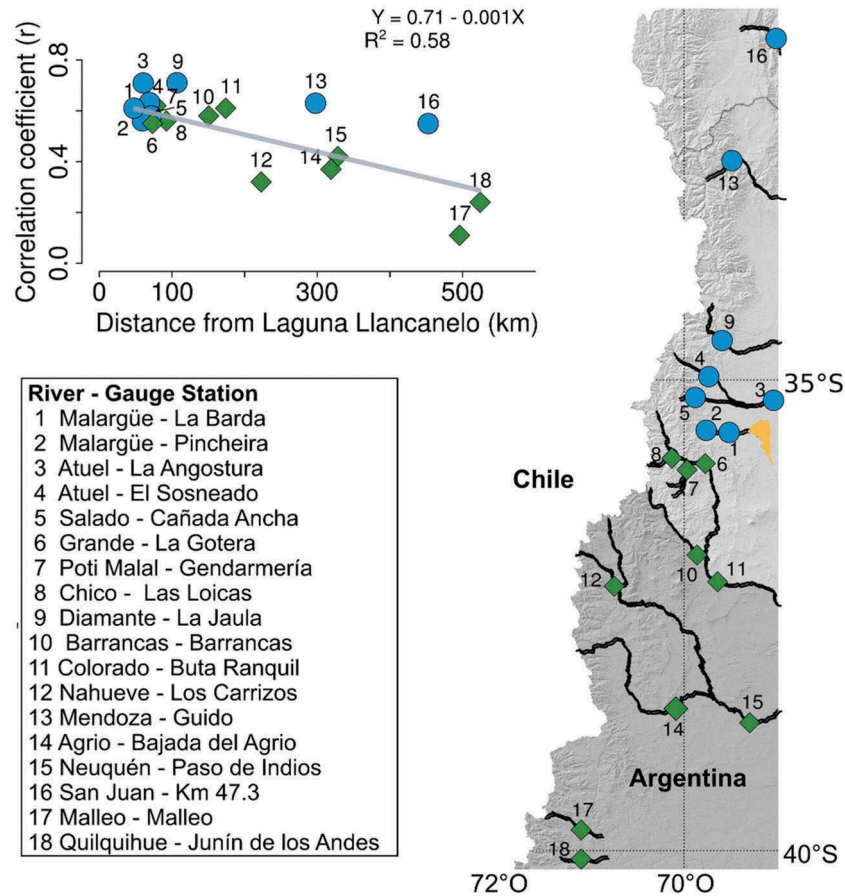 Y = 0.71 - 0.001X
R² = 0.58
Correlation coefficient (r)
0.8
0.4
0.0
3
9
1
4
7
2
5
6
8
10
11
13
16
12
14
15
17
18
0
100
300
500
Distance from Laguna Llancanelo (km)
River - Gauge Station
1 Malargüe - La Barda
2 Malargüe - Pincheira
3 Atuel - La Angostura
4 Atuel - El Sosneado
5 Salado - Cañada Ancha
6 Grande - La Gotera
7 Poti Malal - Gendarmería
8 Chico - Las Loicas
9 Diamante - La Jaula
10 Barrancas - Barrancas
11 Colorado - Buta Ranquil
12 Nahueve - Los Carrizos
13 Mendoza - Guido
14 Agrio - Bajada del Agrio
15 Neuquén - Paso de Indios
16 San Juan - Km 47.3
17 Malleo - Malleo
18 Quilquihue - Junín de los Andes
16
13
9
4
35°S
5
3
2
1
8
6
7
Chile
10
11
12
14
15
Argentina
17
18
40°S
72°O
70°O